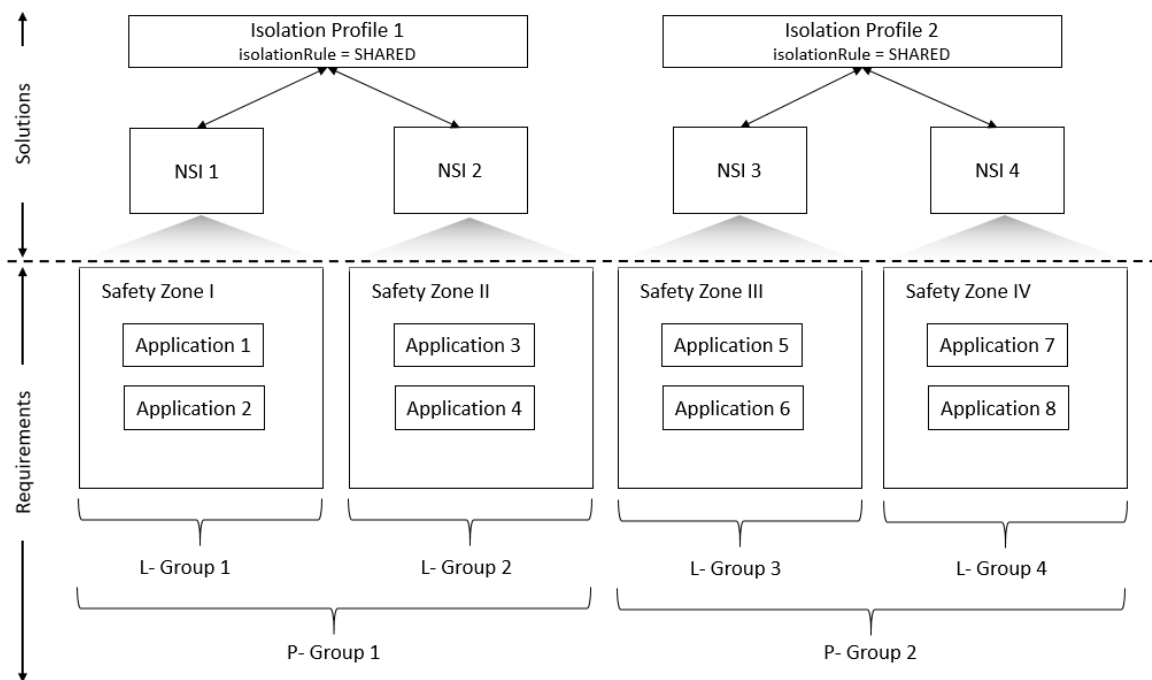 Isolation Profile 1
isolationRule = SHARED
Isolation Profile 2
isolationRule = SHARED
Solutions
NSI 1
NSI 2
NSI 3
NSI 4
Requirements
Safety Zone I
Application 1
Application 2
Safety Zone II
Application 3
Application 4
Safety Zone III
Application 5
Application 6
Safety Zone IV
Application 7
Application 8
L- Group 1
L- Group 2
L- Group 3
L- Group 4
P- Group 1
P- Group 2